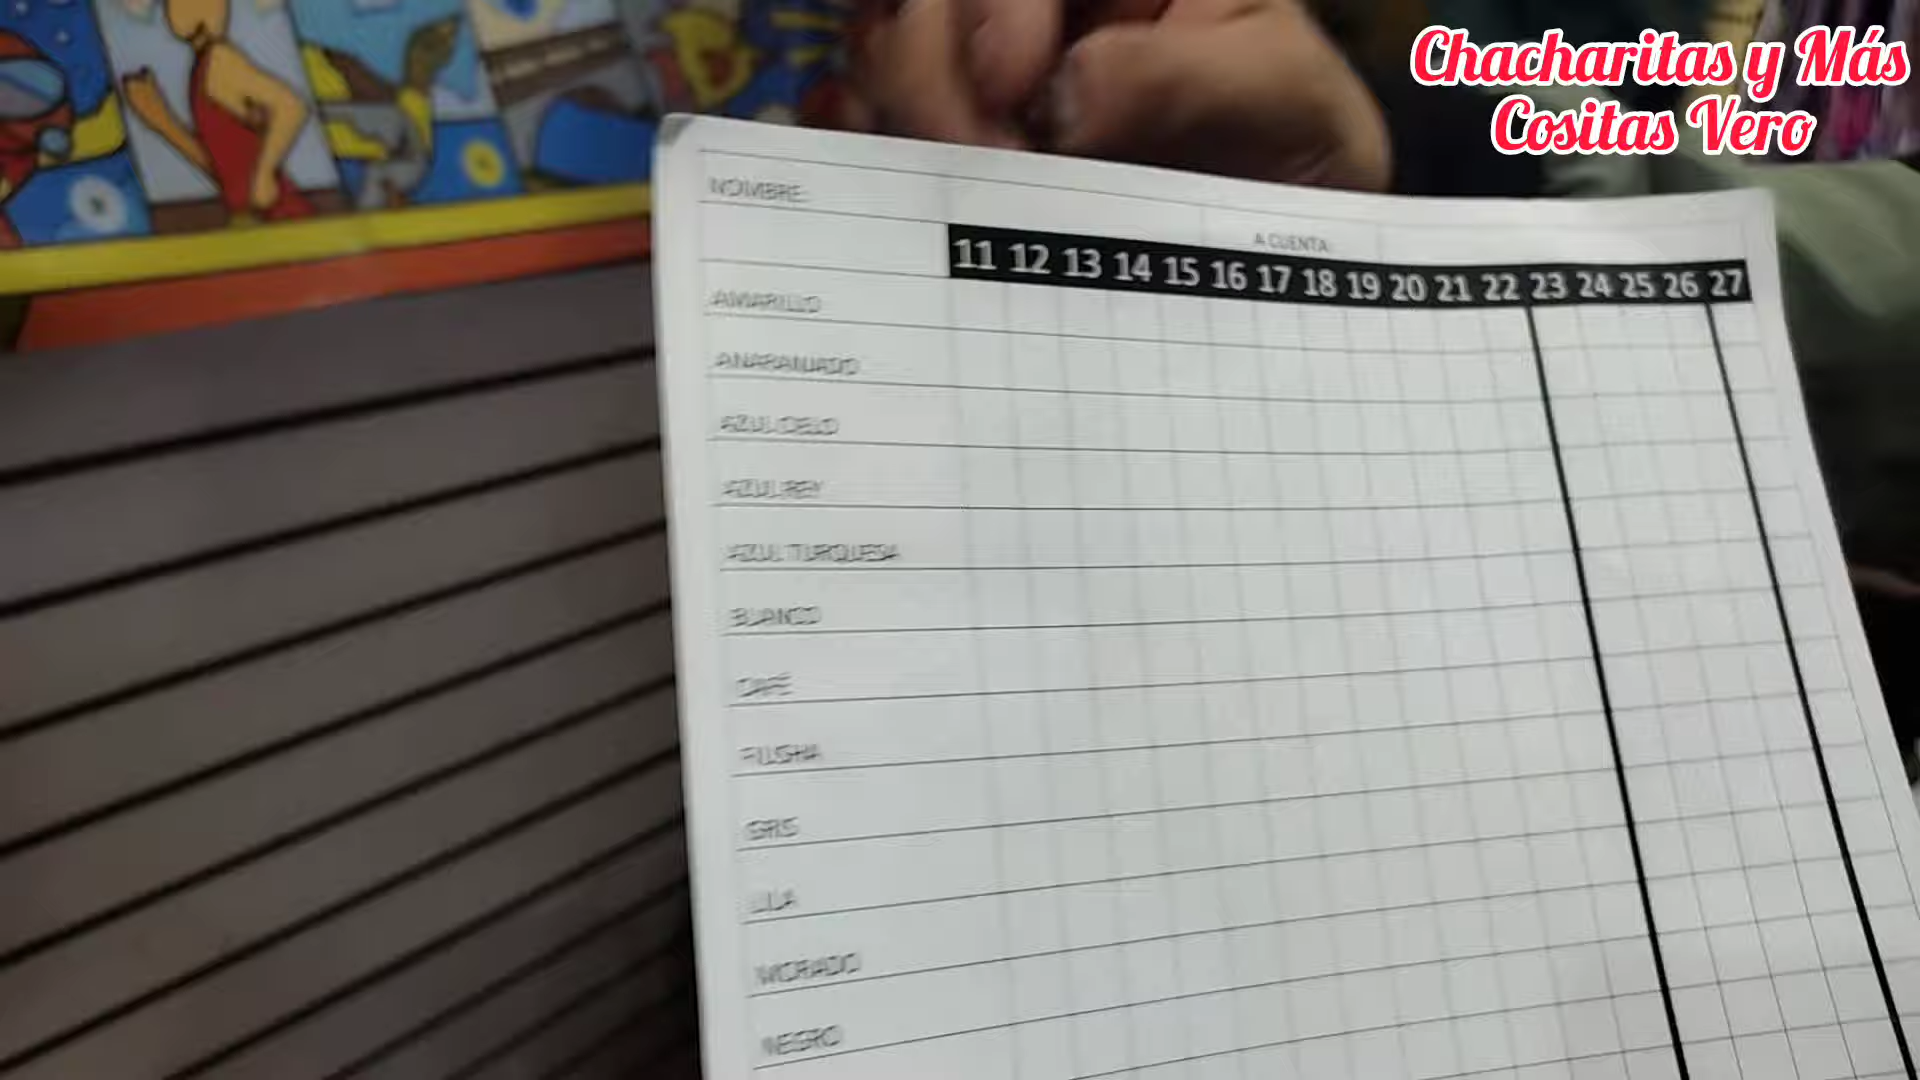 Chacharitas y Más
Cositas Vero
NOMBRE:
A CUENTA:
11 12 13 14 15 16 17 18 19 20 21 22 23 24 25 26 27
AMARILLO
ANARANJADO
AZUL CIELO
AZUL REY
AZUL TURQUESA
BLANCO
CAFÉ
FIUSHA
GRIS
LILA
MORADO
NEGRO